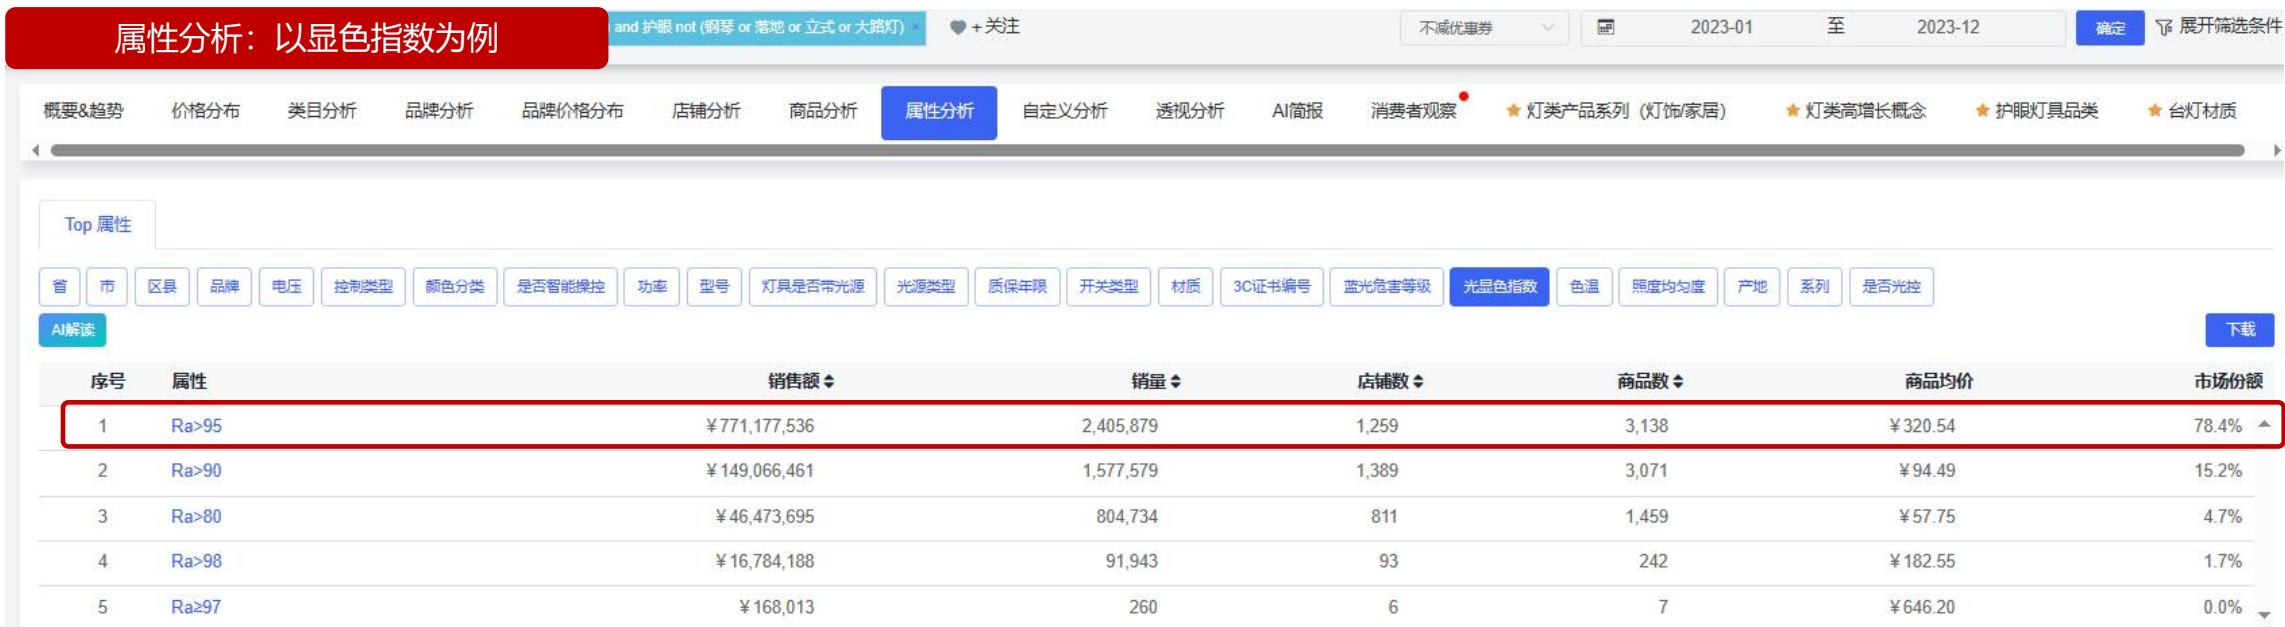 属性分析：以显色指数为例
and 护眼 not (钢琴 or 落地 or 立式 or 大路灯) ×
+ 关注
不减优惠券
2023-01 至 2023-12
确定
展开筛选条件
概要&趋势 价格分布 类目分析 品牌分析 品牌价格分布 店铺分析 商品分析 属性分析 自定义分析 透视分析 AI简报 消费者观察 灯类产品系列（灯饰/家居） 灯类高增长概念 护眼灯具品类 台灯材质
Top 属性
省 市 区县 品牌 电压 控制类型 颜色分类 是否智能操控 功率 型号 灯具是否带光源 光源类型 质保年限 开关类型 材质 3C证书编号 蓝光危害等级 光显色指数 色温 照度均匀度 产地 系列 是否光控
AI解读 下载
序号 属性 销售额 销量 店铺数 商品数 商品均价 市场份额
1 Ra>95 ¥771,177,536 2,405,879 1,259 3,138 ¥320.54 78.4%
2 Ra>90 ¥149,066,461 1,577,579 1,389 3,071 ¥94.49 15.2%
3 Ra>80 ¥46,473,695 804,734 811 1,459 ¥57.75 4.7%
4 Ra>98 ¥16,784,188 91,943 93 242 ¥182.55 1.7%
5 Ra≥97 ¥168,013 260 6 7 ¥646.20 0.0%